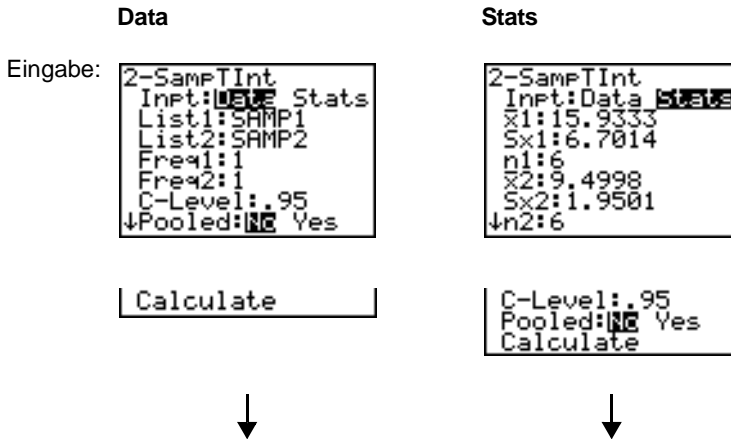 Data
Stats
Eingabe:
2-SampTInt
Inpt:Data Stats
List1:SAMP1
List2:SAMP2
Freq1:1
Freq2:1
C-Level:.95
↓Pooled:No Yes
Calculate
2-SampTInt
Inpt:Data Stats
x̄1:15.9333
Sx1:6.7014
n1:6
x̄2:9.4998
Sx2:1.9501
↓n2:6
C-Level:.95
Pooled:No Yes
Calculate